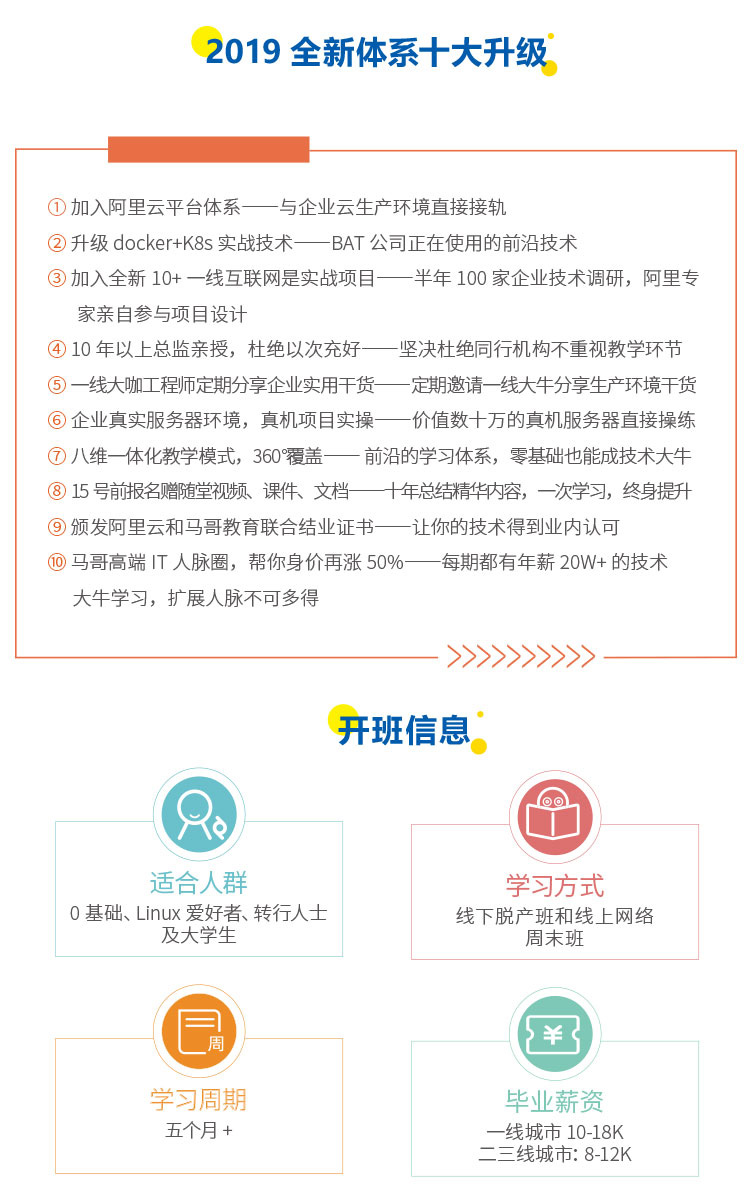 2019 全新体系十大升级
① 加入阿里云平台体系——与企业云生产环境直接接轨
② 升级 docker+K8s 实战技术——BAT 公司正在使用的前沿技术
③ 加入全新 10+ 一线互联网是实战项目——半年 100 家企业技术调研，阿里专
家亲自参与项目设计
④ 10 年以上总监亲授，杜绝以次充好——坚决杜绝同行机构不重视教学环节
⑤ 一线大咖工程师定期分享企业实用干货——定期邀请一线大牛分享生产环境干货
⑥ 企业真实服务器环境，真机项目实操——价值数十万的真机服务器直接操练
⑦ 八维一体化教学模式，360°覆盖—— 前沿的学习体系，零基础也能成技术大牛
⑧ 15 号前报名赠随堂视频、课件、文档——十年总结精华内容，一次学习，终身提升
⑨ 颁发阿里云和马哥教育联合结业证书——让你的技术得到业内认可
⑩ 马哥高端 IT 人脉圈，帮你身价再涨 50%——每期都有年薪 20W+ 的技术
大牛学习，扩展人脉不可多得
开班信息
适合人群
0 基础、Linux 爱好者、转行人士
及大学生
学习方式
线下脱产班和线上网络
周末班
周
学习周期
五个月 +
¥
毕业薪资
一线城市 10-18K
二三线城市: 8-12K